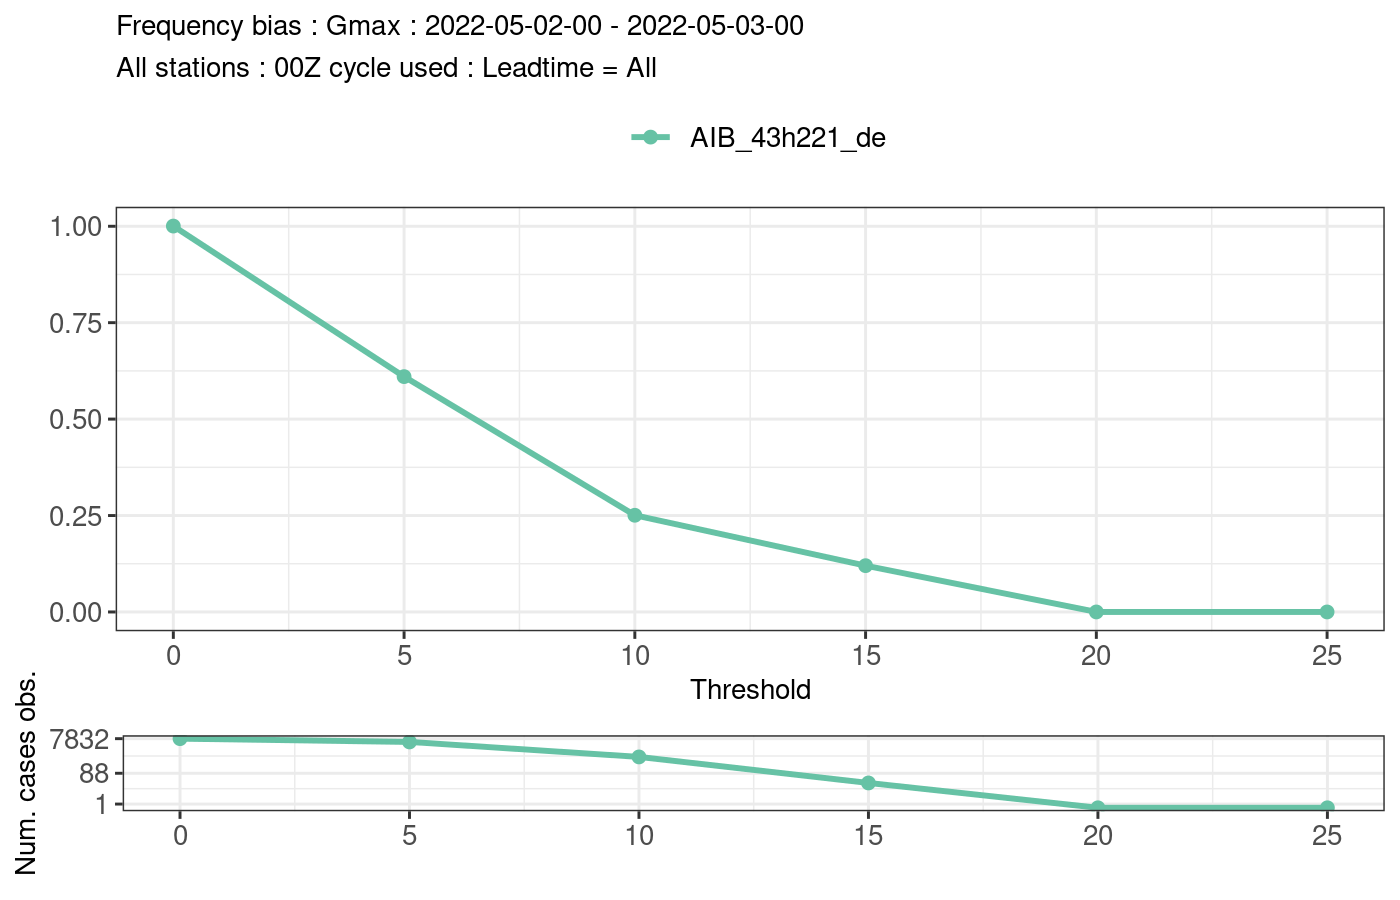 Frequency bias : Gmax : 2022-05-02-00 - 2022-05-03-00
All stations : 00Z cycle used : Leadtime = All
AIB_43h221_de
1.00
0.75
0.50
0.25
0.00
0 5 10 15 20 25
Threshold
Num. cases obs.
7832
88
1
0 5 10 15 20 25